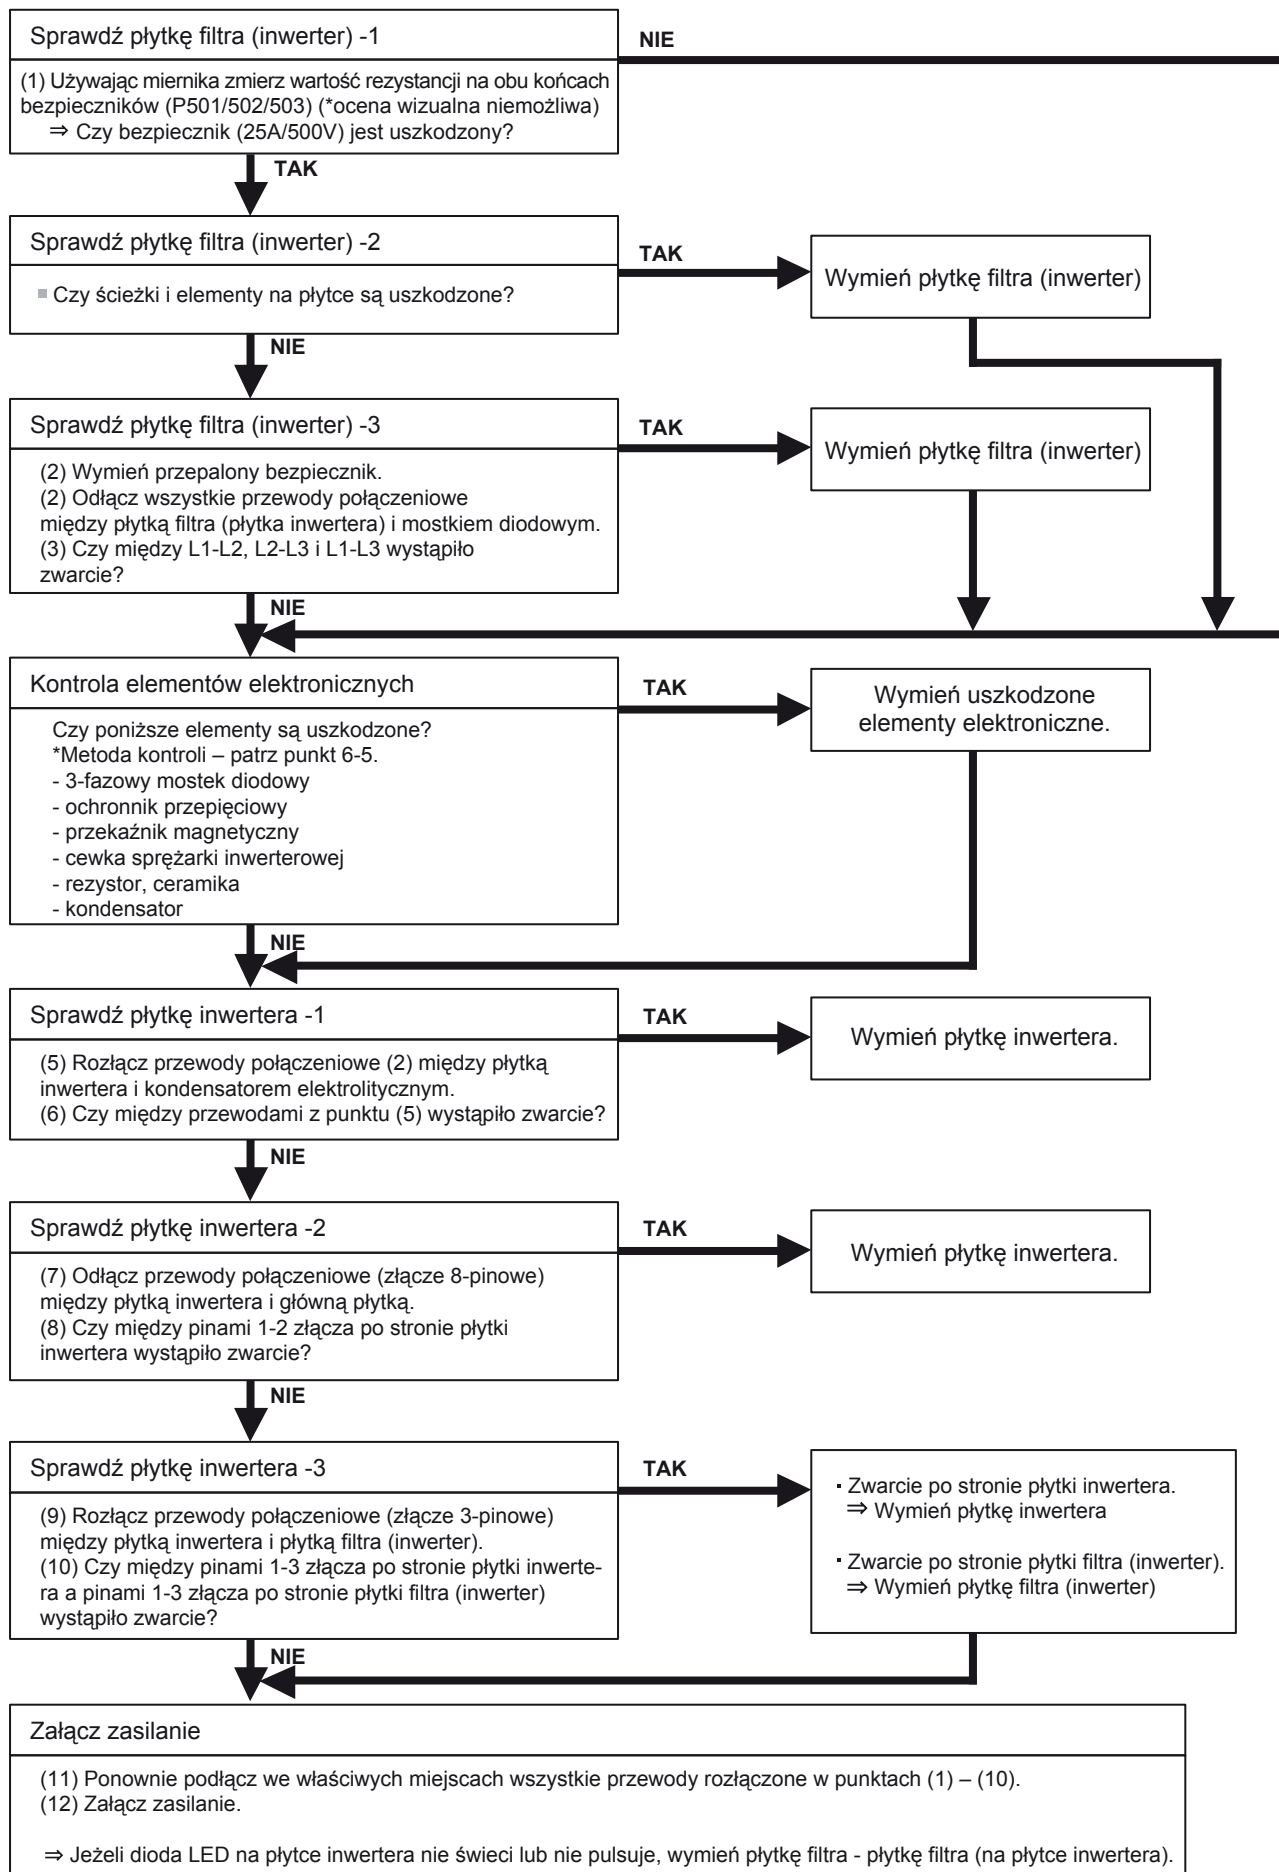 Sprawdź płytkę filtra (inwerter) -1
NIE
(1) Używając miernika zmierz wartość rezystancji na obu końcach
bezpieczników (P501/502/503) (*ocena wizualna niemożliwa)
⇒ Czy bezpiecznik (25A/500V) jest uszkodzony?
TAK
Sprawdź płytkę filtra (inwerter) -2
TAK
Wymień płytkę filtra (inwerter)
▪ Czy ścieżki i elementy na płytce są uszkodzone?
NIE
Sprawdź płytkę filtra (inwerter) -3
TAK
Wymień płytkę filtra (inwerter)
(2) Wymień przepalony bezpiecznik.
(2) Odłącz wszystkie przewody połączeniowe
między płytką filtra (płytka inwertera) i mostkiem diodowym.
(3) Czy między L1-L2, L2-L3 i L1-L3 wystąpiło
zwarcie?
NIE
Kontrola elementów elektronicznych
TAK
Wymień uszkodzone
elementy elektroniczne.
Czy poniższe elementy są uszkodzone?
*Metoda kontroli – patrz punkt 6-5.
- 3-fazowy mostek diodowy
- ochronnik przepięciowy
- przekaźnik magnetyczny
- cewka sprężarki inwerterowej
- rezystor, ceramika
- kondensator
NIE
Sprawdź płytkę inwertera -1
TAK
Wymień płytkę inwertera.
(5) Rozłącz przewody połączeniowe (2) między płytką
inwertera i kondensatorem elektrolitycznym.
(6) Czy między przewodami z punktu (5) wystąpiło zwarcie?
NIE
Sprawdź płytkę inwertera -2
TAK
Wymień płytkę inwertera.
(7) Odłącz przewody połączeniowe (złącze 8-pinowe)
między płytką inwertera i główną płytką.
(8) Czy między pinami 1-2 złącza po stronie płytki
inwertera wystąpiło zwarcie?
NIE
Sprawdź płytkę inwertera -3
TAK
(9) Rozłącz przewody połączeniowe (złącze 3-pinowe)
między płytką inwertera i płytką filtra (inwerter).
(10) Czy między pinami 1-3 złącza po stronie płytki inwerte-
ra a pinami 1-3 złącza po stronie płytki filtra (inwerter)
wystąpiło zwarcie?
· Zwarcie po stronie płytki inwertera.
⇒ Wymień płytkę inwertera
· Zwarcie po stronie płytki filtra (inwerter).
⇒ Wymień płytkę filtra (inwerter)
NIE
Załącz zasilanie
(11) Ponownie podłącz we właściwych miejscach wszystkie przewody rozłączone w punktach (1) – (10).
(12) Załącz zasilanie.
⇒ Jeżeli dioda LED na płytce inwertera nie świeci lub nie pulsuje, wymień płytkę filtra - płytkę filtra (na płytce inwertera).